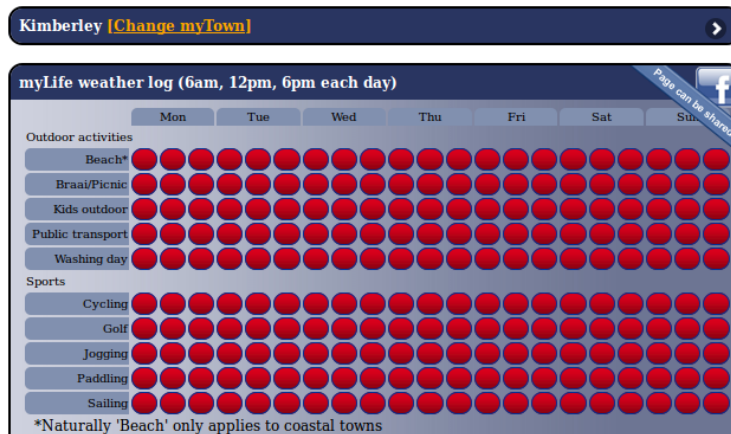 Kimberley [Change myTown]
myLife weather log (6am, 12pm, 6pm each day)
Page can be shared
f
Mon Tue Wed Thu Fri Sat
Outdoor activities
Beach*
Braai/Picnic
Kids outdoor
Public transport
Washing day
Sports
Cycling
Golf
Jogging
Paddling
Sailing
*Naturally 'Beach' only applies to coastal towns